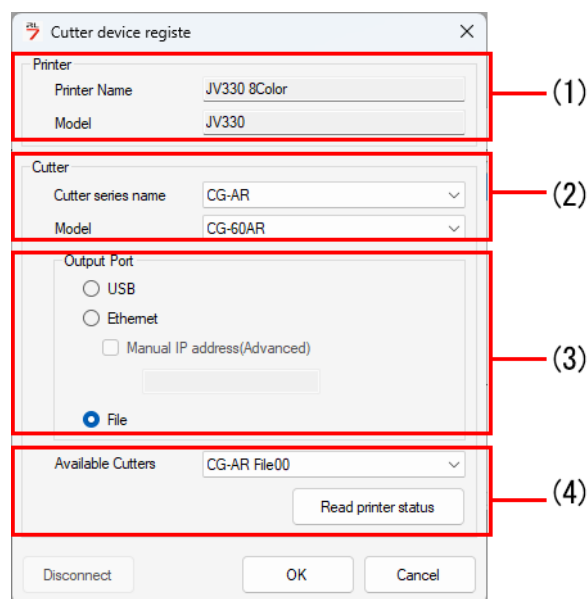 Cutter device registe
Printer
Printer Name JV330 8Color
Model JV330
(1)
Cutter
Cutter series name CG-AR
Model CG-60AR
(2)
Output Port
USB
Ethernet
Manual IP address(Advanced)
File
(3)
Available Cutters CG-AR File00
Read printer status
(4)
Disconnect OK Cancel